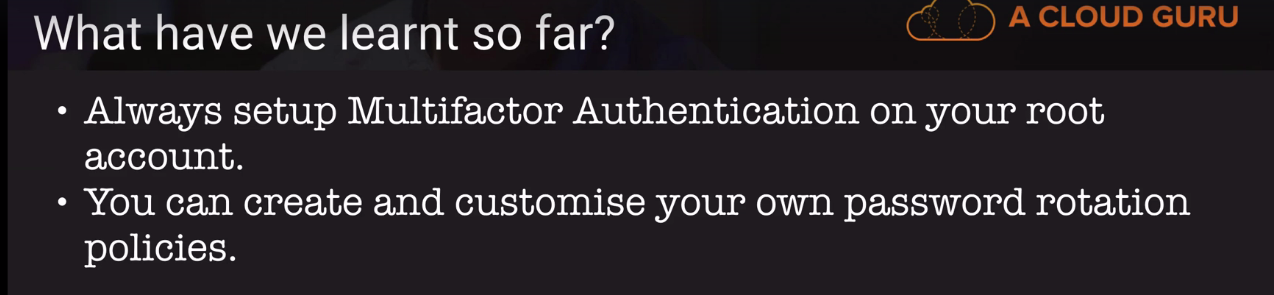 What have we learnt so far?
A CLOUD GURU
• Always setup Multifactor Authentication on your root
account.
• You can create and customise your own password rotation
policies.